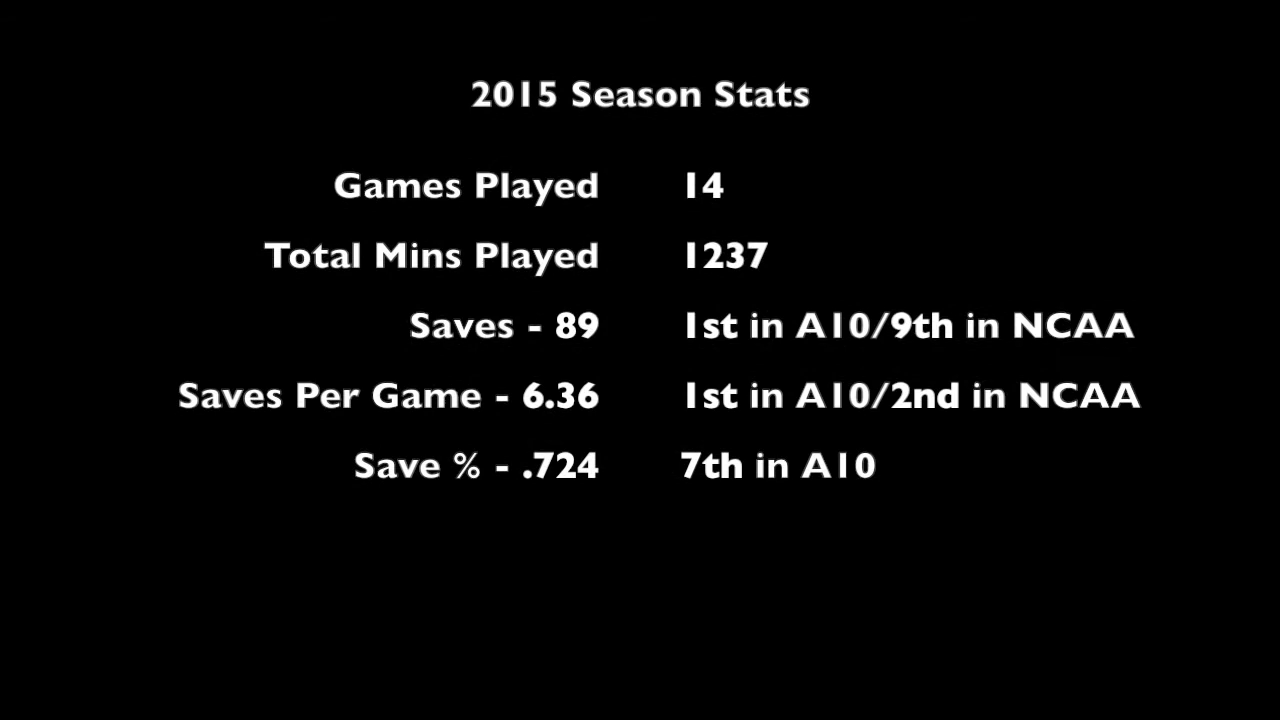 2015 Season Stats
Games Played 14
Total Mins Played 1237
Saves - 89 1st in A10/9th in NCAA
Saves Per Game - 6.36 1st in A10/2nd in NCAA
Save % - .724 7th in A10